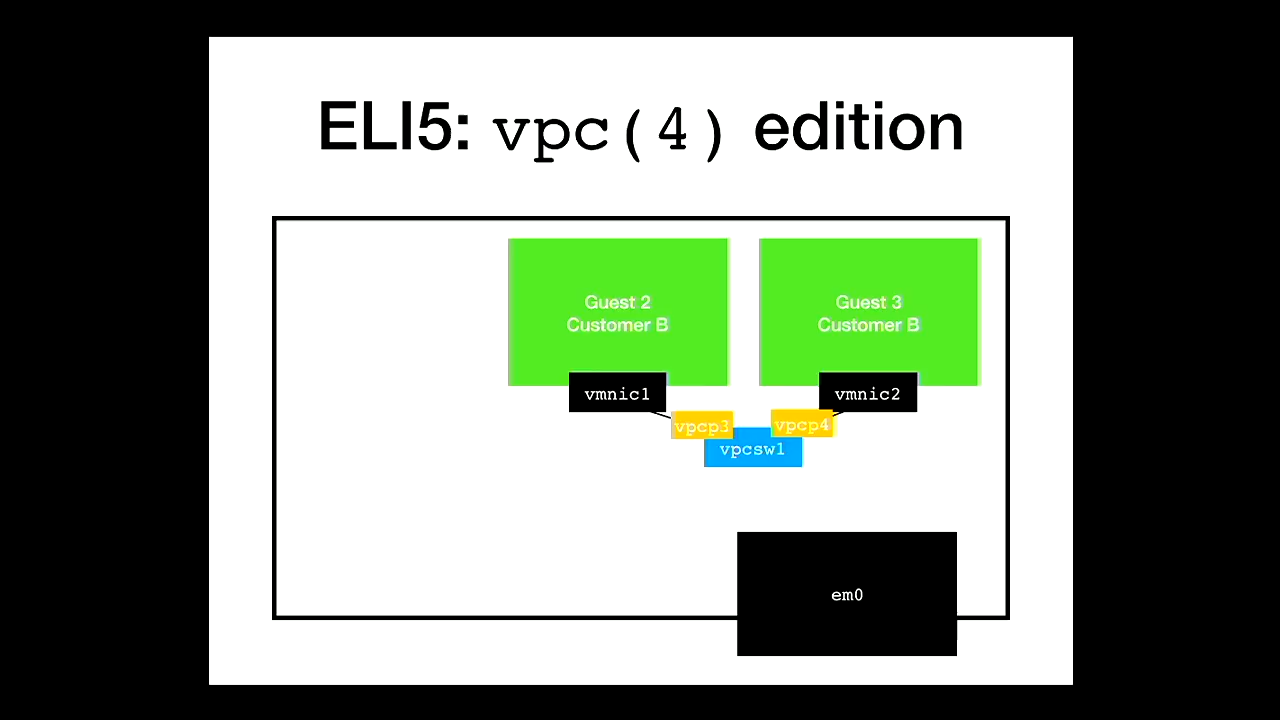 ELI5: vpc(4) edition
Guest 2
Customer B
Guest 3
Customer B
vmnic1
vmnic2
vpcp3
vpcp4
vpcsw1
em0